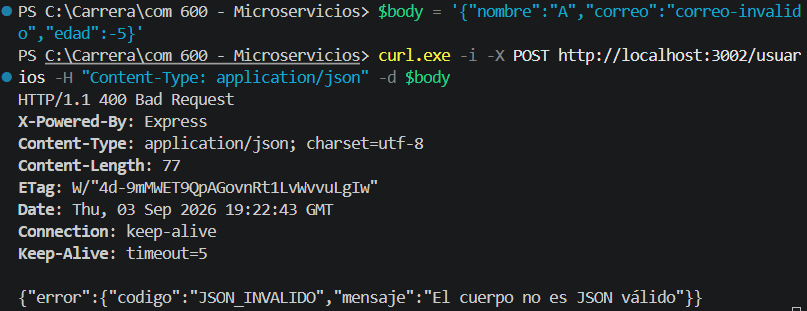 PS C:\Carrera\com 600 - Microservicios> $body = '{"nombre":"A","correo":"correo-invalid
o","edad":-5}'
PS C:\Carrera\com 600 - Microservicios> curl.exe -i -X POST http://localhost:3002/usuar
ios -H "Content-Type: application/json" -d $body
HTTP/1.1 400 Bad Request
X-Powered-By: Express
Content-Type: application/json; charset=utf-8
Content-Length: 77
ETag: W/"4d-9mMWET9QpAGovnRt1LvWvvuLgIw"
Date: Thu, 03 Sep 2026 19:22:43 GMT
Connection: keep-alive
Keep-Alive: timeout=5

{"error":{"codigo":"JSON_INVALIDO","mensaje":"El cuerpo no es JSON válido"}}